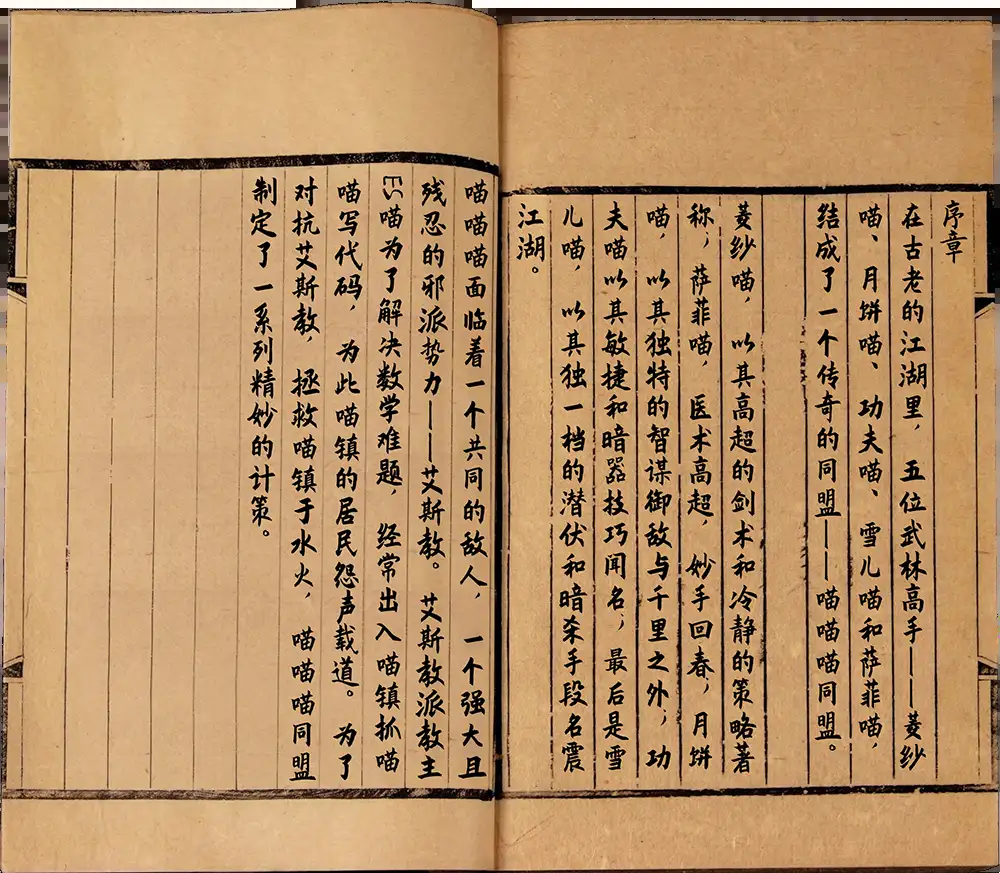 序章
在古老的江湖里，五位武林高手——菱纱
喵、月饼喵、功夫喵、雪儿喵和萨菲喵，
结成了一个传奇的同盟——喵喵喵同盟。
菱纱喵，以其高超的剑术和冷静的策略著
称，萨菲喵，医术高超，妙手回春，月饼
喵，以其独特的智谋御敌与千里之外，功
夫喵以其敏捷和暗器技巧闻名，最后是雪
儿喵，以其独一档的潜伏和暗杀手段名震
江湖。
喵喵喵面临着一个共同的敌人，一个强大且
残忍的邪派势力——艾斯教。艾斯教派教主
ES喵为了解决数学难题，经常出入喵镇抓喵
喵写代码，为此喵镇的居民怨声载道。为了
对抗艾斯教，拯救喵镇于水火，喵喵喵同盟
制定了一系列精妙的计策。